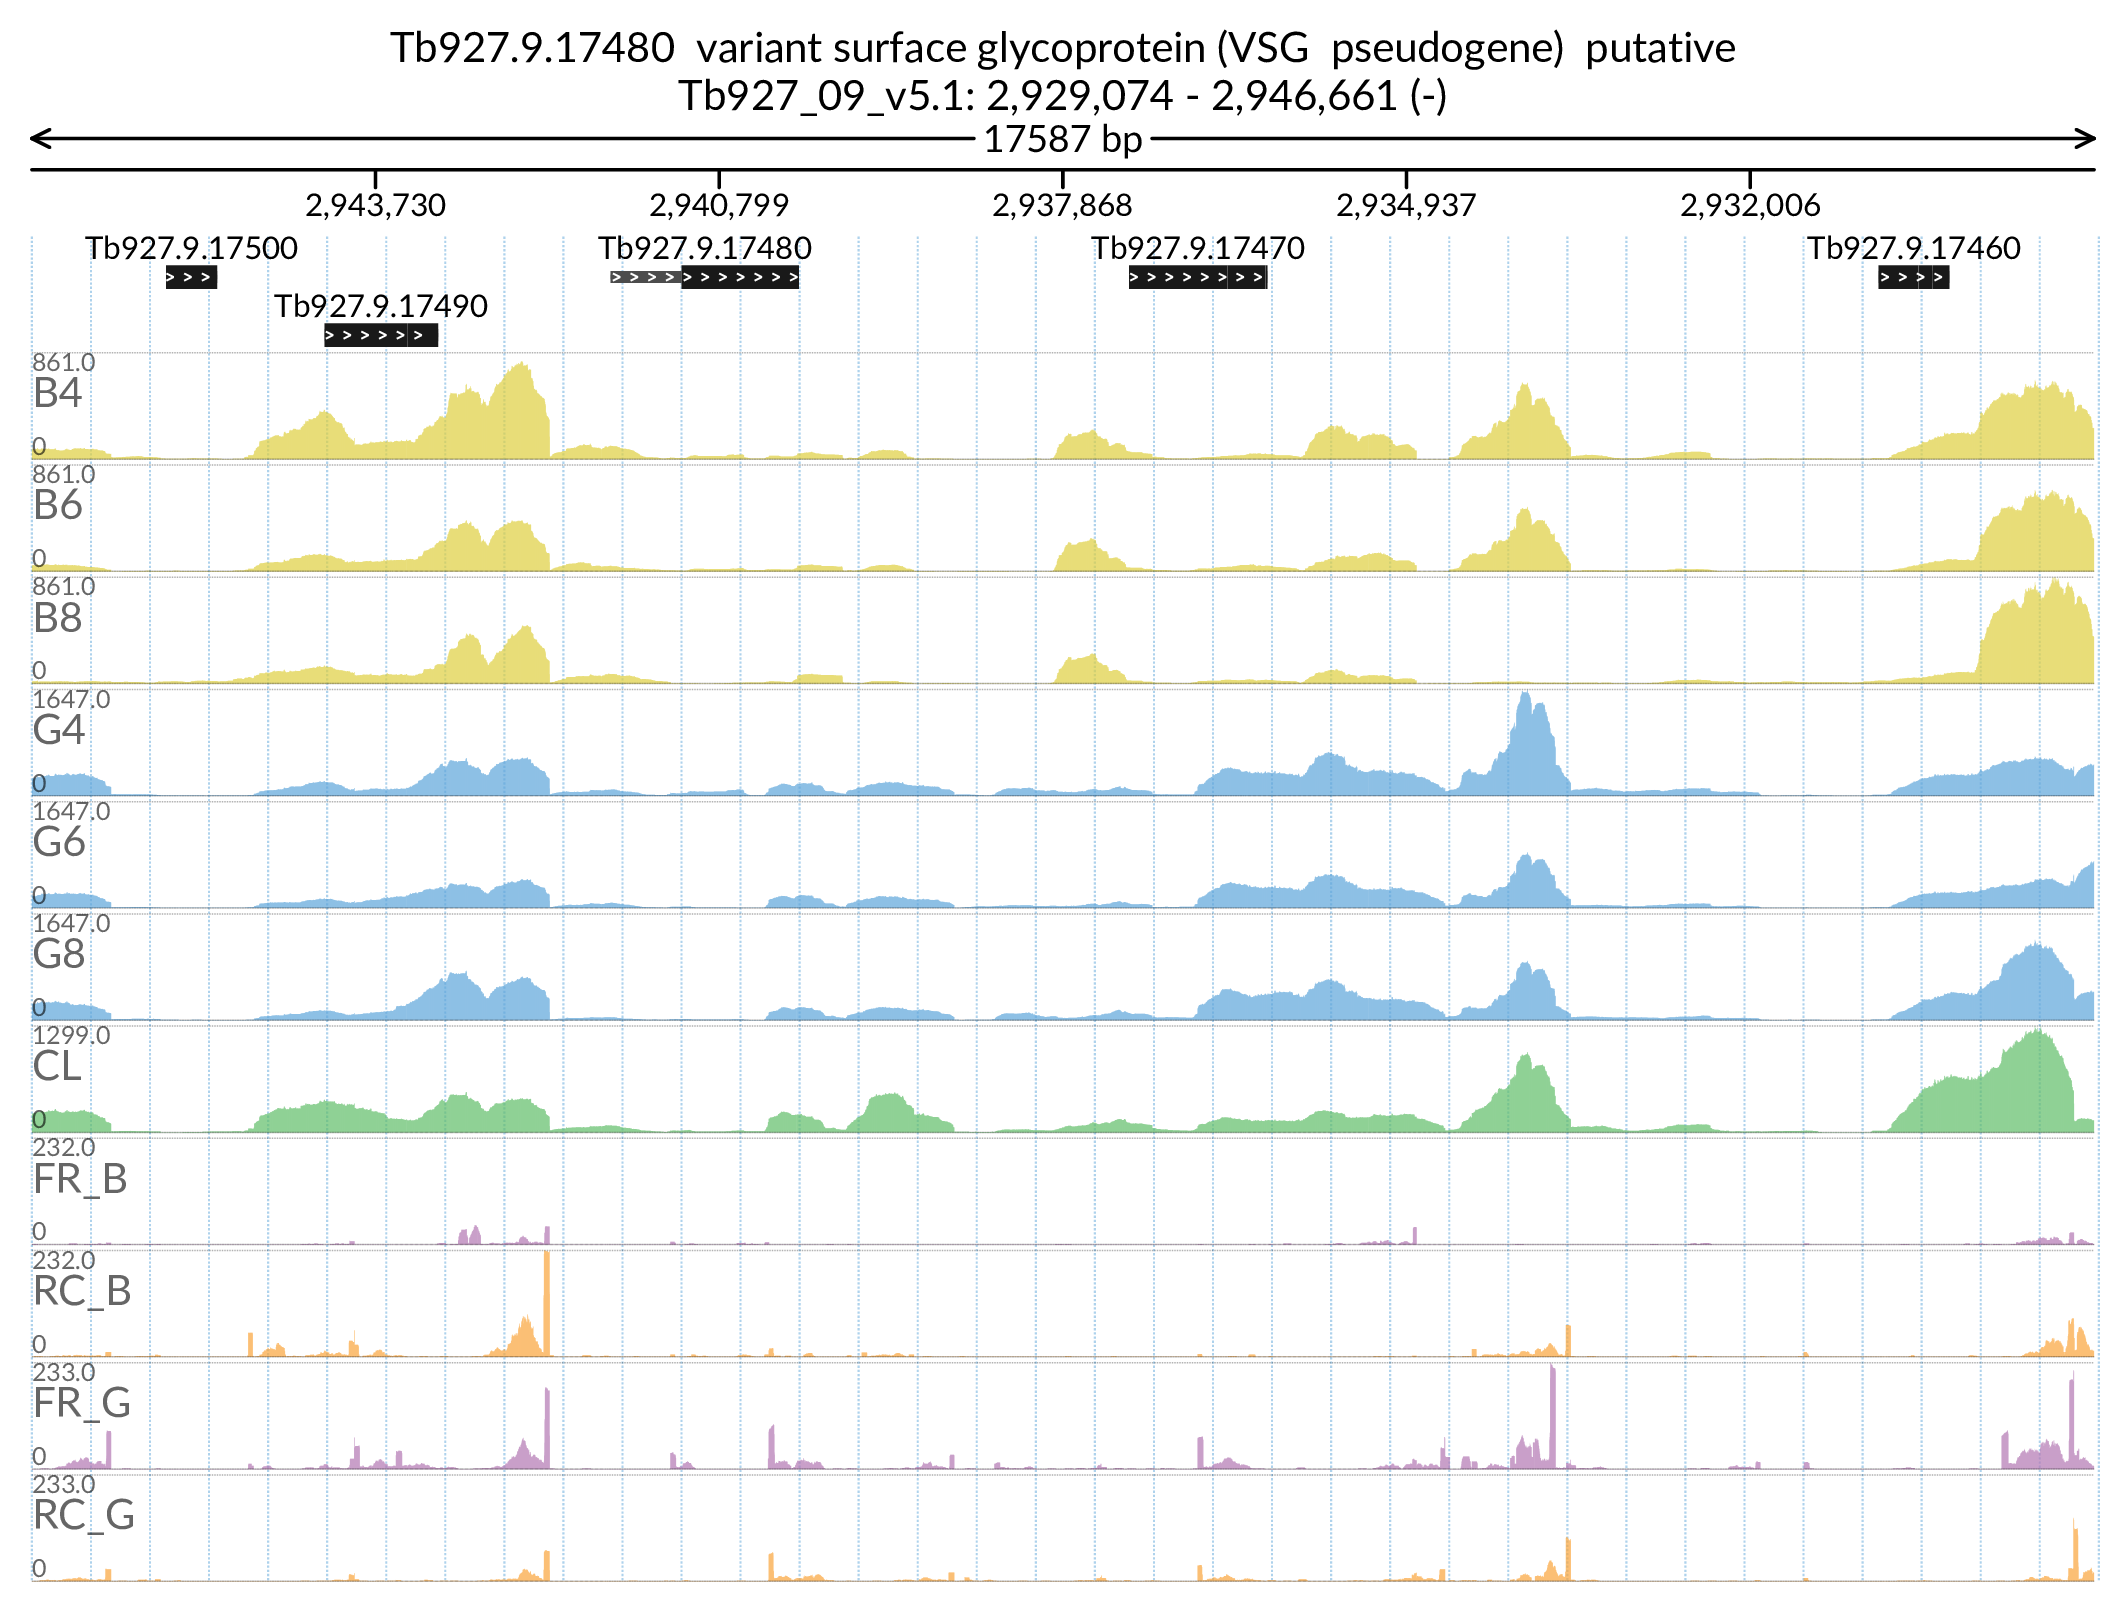 Tb927.9.17480 variant surface glycoprotein (VSG pseudogene) putative
Tb927_09_v5.1: 2,929,074 - 2,946,661 (-)
17587 bp
2,943,730 2,940,799 2,937,868 2,934,937 2,932,006
Tb927.9.17500 Tb927.9.17480 Tb927.9.17470 Tb927.9.17460
Tb927.9.17490
861.0
B4
0
861.0
B6
0
861.0
B8
0
1647.0
G4
0
1647.0
G6
0
1647.0
G8
0
1299.0
CL
0
232.0
FR_B
0
232.0
RC_B
0
233.0
FR_G
0
233.0
RC_G
0